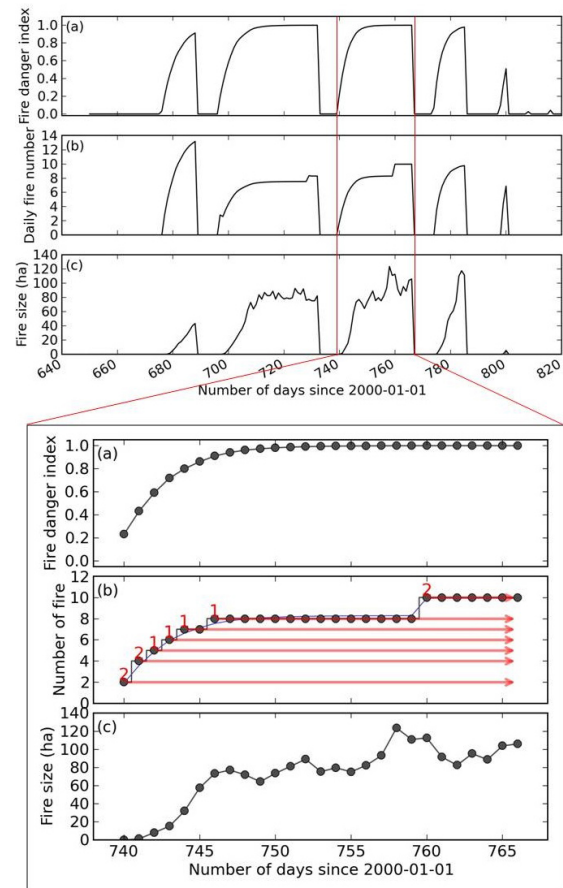 (a)
Fire danger index
1.0
0.8
0.6
0.4
0.2
0.0
(b)
Daily fire number
14
12
10
8
6
4
2
0
(c)
Fire size (ha)
140
120
100
80
60
40
20
0
640 660 680 700 720 740 760 780 800 820
Number of days since 2000-01-01
(a)
Fire danger index
1.0
0.8
0.6
0.4
0.2
0.0
(b)
Number of fire
12
10
8
6
4
2
0
2 2 1 1 1 1 2
(c)
Fire size (ha)
140
120
100
80
60
40
20
0
740 745 750 755 760 765
Number of days since 2000-01-01